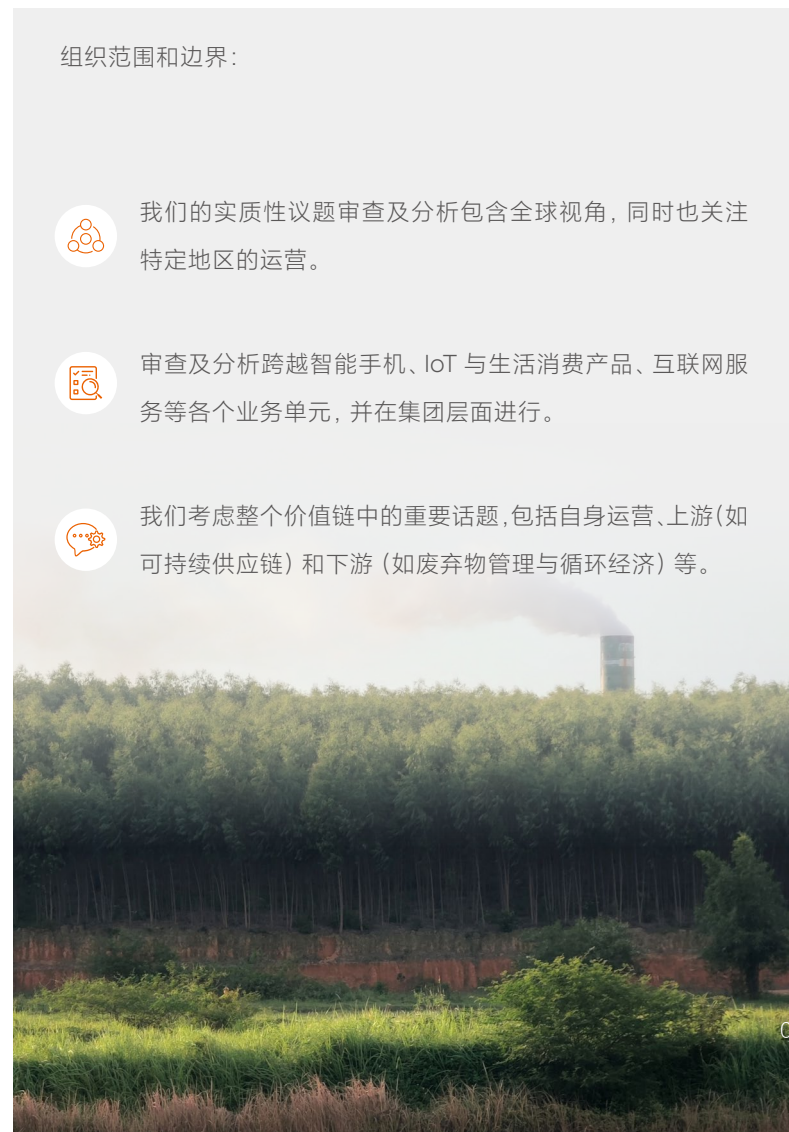 组织范围和边界：
我们的实质性议题审查及分析包含全球视角，同时也关注
特定地区的运营。
审查及分析跨越智能手机、IoT 与生活消费产品、互联网服
务等各个业务单元，并在集团层面进行。
我们考虑整个价值链中的重要话题，包括自身运营、上游（如
可持续供应链）和下游（如废弃物管理与循环经济）等。